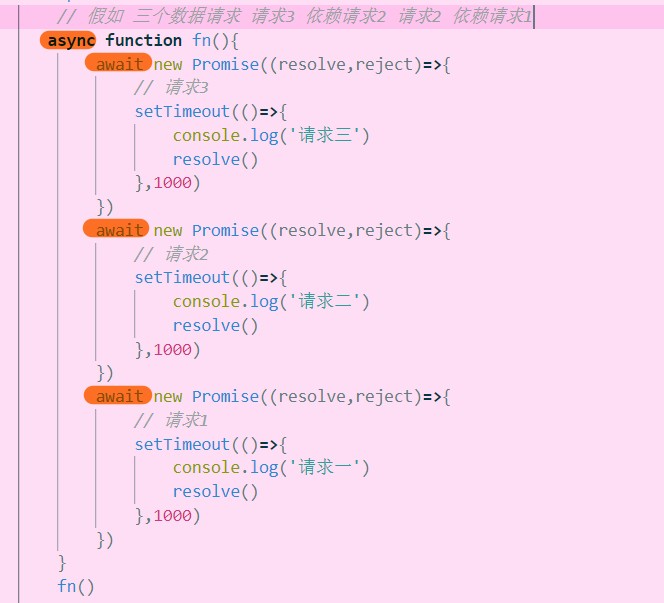 // 假如 三个数据请求 请求3 依赖请求2 请求2 依赖请求1
async function fn(){
await new Promise((resolve,reject)=>{
// 请求3
setTimeout(()=>{
console.log('请求三')
resolve()
},1000)
})
await new Promise((resolve,reject)=>{
// 请求2
setTimeout(()=>{
console.log('请求二')
resolve()
},1000)
})
await new Promise((resolve,reject)=>{
// 请求1
setTimeout(()=>{
console.log('请求一')
resolve()
},1000)
})
}
fn()